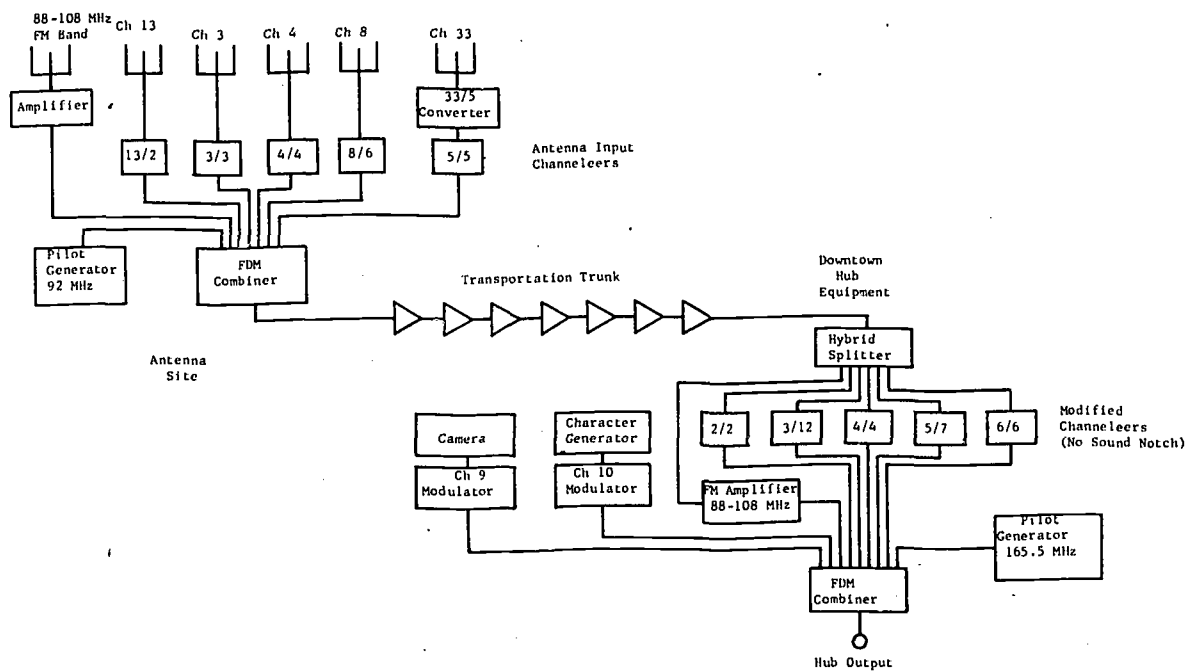 88-108 MHz
FM Band
Ch 13
Ch 3
Ch 4
Ch 8
Ch 33
Amplifier
33/5
Converter
13/2
3/3
4/4
8/6
5/5
Antenna Input
Channelcers
Pilot
Generator
92 MHz
FDM
Combiner
Transportation Trunk
Downtown
Hub
Equipment
Antenna
Site
Hybrid
Splitter
2/2
3/12
4/4
5/7
6/6
Modified
Channeleers
(No Sound Notch)
Camera
Character
Generator
Ch 9
Modulator
Ch 10
Modulator
FM Amplifier
88-108 MHz
Pilot
Generator
165.5 MHz
FDM
Combiner
Hub Output